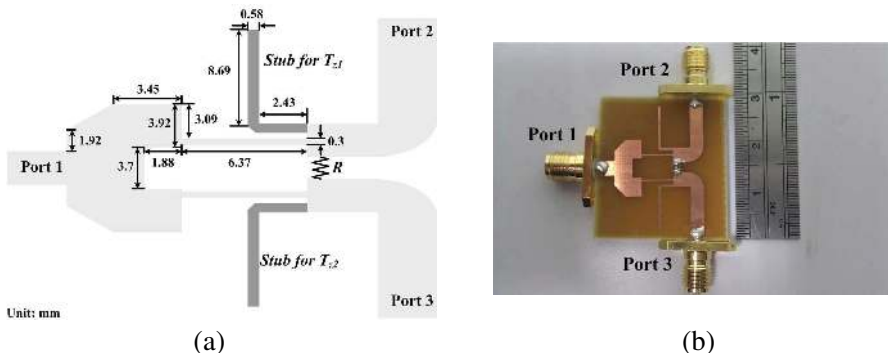 0.58
Port 2
Stub for Tz1
8.69
3.45
2.43
3.92
3.09
1.92
0.3
Port 1
3.7
1.88
6.37
R
Stub for Tz2
Port 3
Unit: mm
(a)
Port 2
Port 1
Port 3
(b)